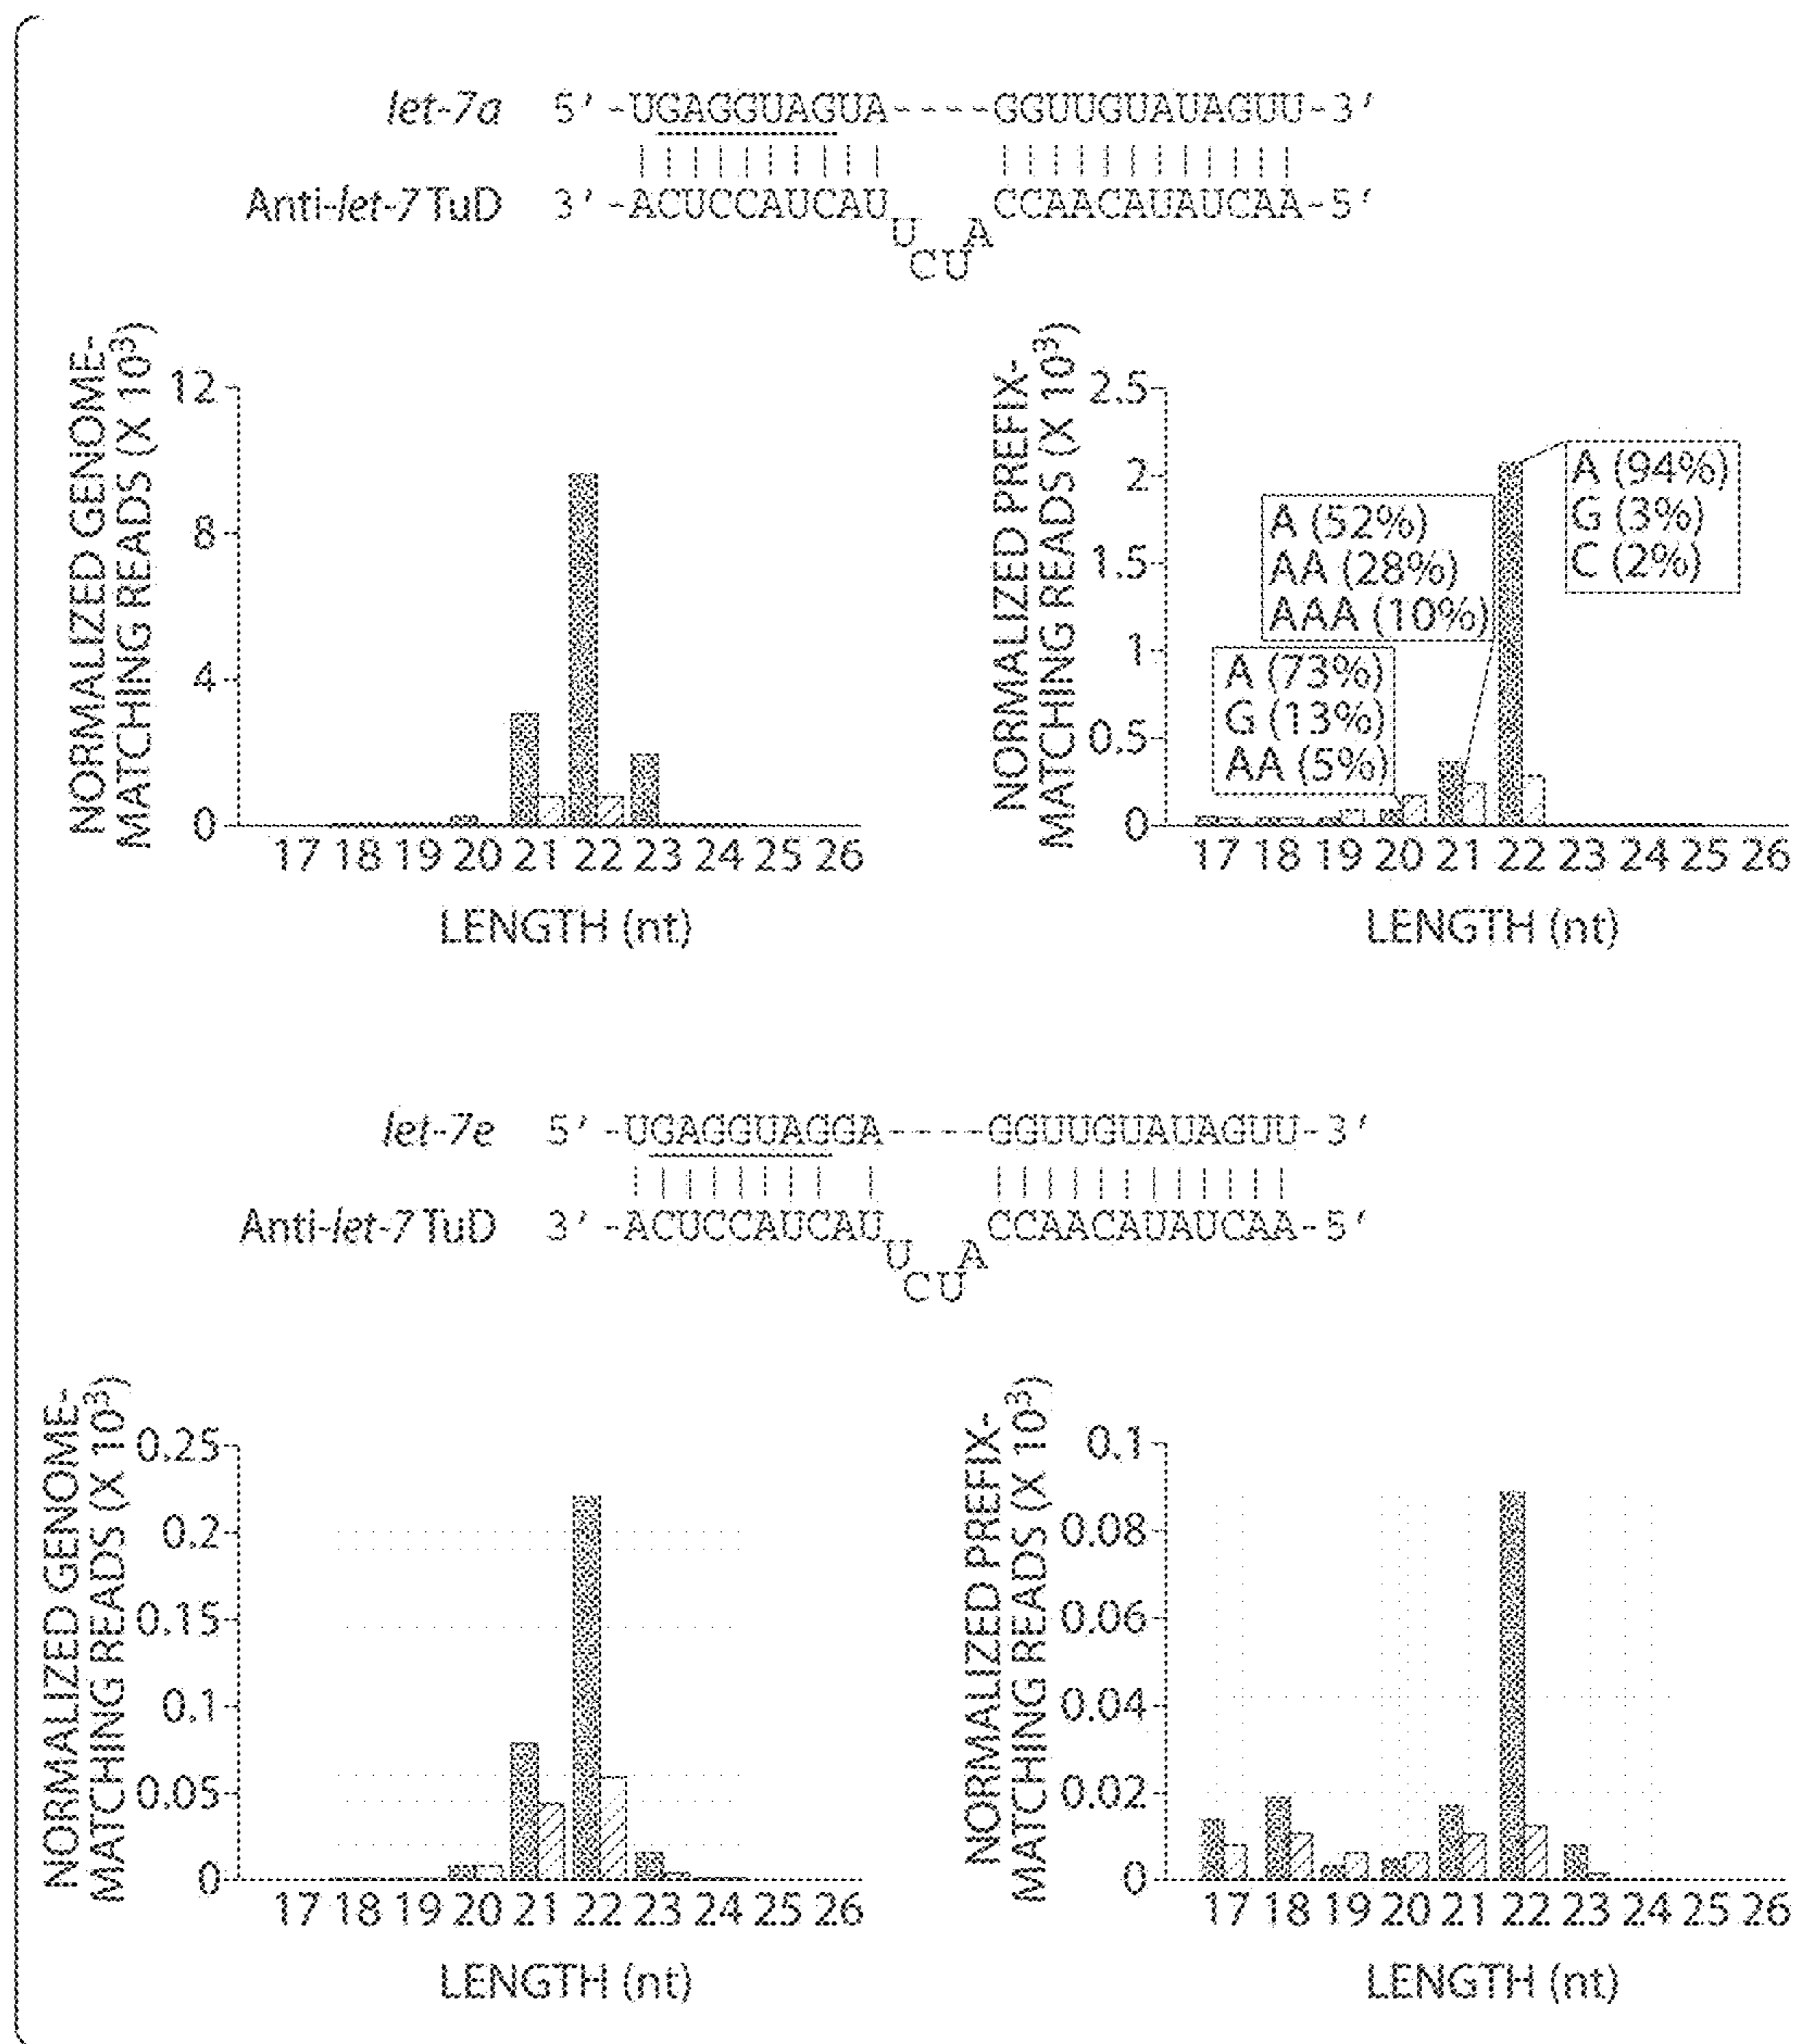 let-7a 5'-UGAGGUAGUA----GGUUGUAUAGUU-3'
Anti-let-7 TuD 3'-ACUCCAUCAU CCAACAUAUCAA-5'
U A
CU
NORMALIZED GENOME-
MATCHING READS (X 10³)
12
8
4
0
17 18 19 20 21 22 23 24 25 26
LENGTH (nt)
NORMALIZED PREFIX-
MATCHING READS (X 10³)
2.5
2
1.5
1
0.5
0
A (94%)
G (3%)
C (2%)
A (52%)
AA (28%)
AAA (10%)
A (73%)
G (13%)
AA (5%)
17 18 19 20 21 22 23 24 25 26
LENGTH (nt)
let-7e 5'-UGAGGUAGGA----GGUUGUAUAGUU-3'
Anti-let-7 TuD 3'-ACUCCAUCAU CCAACAUAUCAA-5'
U A
CU
NORMALIZED GENOME-
MATCHING READS (X 10³)
0.25
0.2
0.15
0.1
0.05
0
17 18 19 20 21 22 23 24 25 26
LENGTH (nt)
NORMALIZED PREFIX-
MATCHING READS (X 10³)
0.1
0.08
0.06
0.04
0.02
0
17 18 19 20 21 22 23 24 25 26
LENGTH (nt)